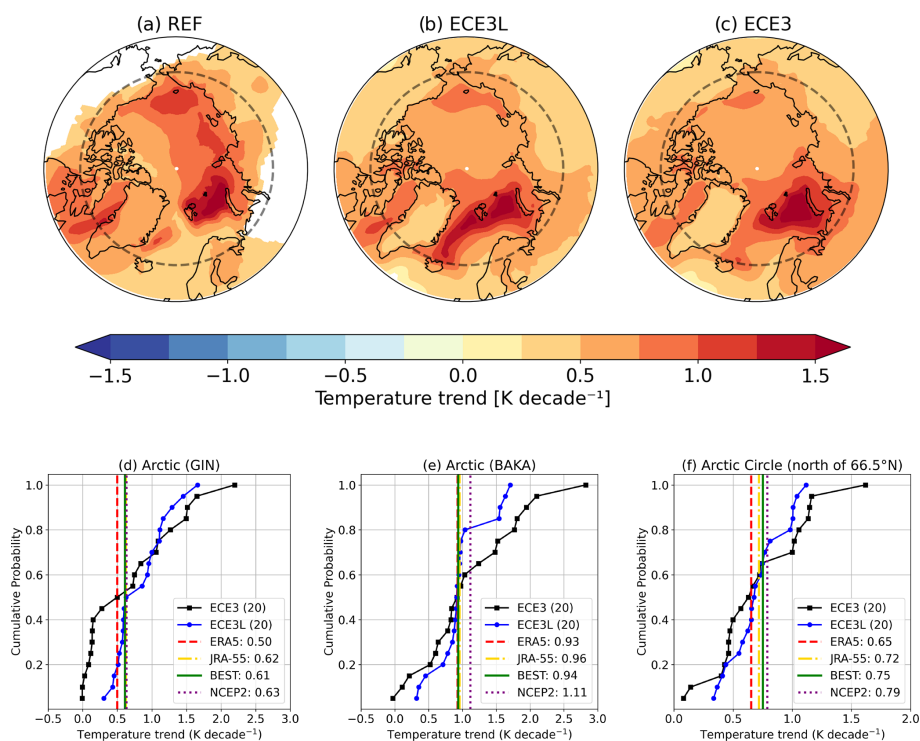 (a) REF
(b) ECE3L
(c) ECE3
−1.5 −1.0 −0.5 0.0 0.5 1.0 1.5
Temperature trend [K decade⁻¹]
(d) Arctic (GIN)
Cumulative Probability
1.0
0.8
0.6
0.4
0.2
ECE3 (20)
ECE3L (20)
ERA5: 0.50
JRA-55: 0.62
BEST: 0.61
NCEP2: 0.63
−0.5 0.0 0.5 1.0 1.5 2.0 2.5 3.0
Temperature trend (K decade⁻¹)
(e) Arctic (BAKA)
Cumulative Probability
1.0
0.8
0.6
0.4
0.2
ECE3 (20)
ECE3L (20)
ERA5: 0.93
JRA-55: 0.96
BEST: 0.94
NCEP2: 1.11
−0.5 0.0 0.5 1.0 1.5 2.0 2.5 3.0
Temperature trend (K decade⁻¹)
(f) Arctic Circle (north of 66.5°N)
Cumulative Probability
1.0
0.8
0.6
0.4
0.2
ECE3 (20)
ECE3L (20)
ERA5: 0.65
JRA-55: 0.72
BEST: 0.75
NCEP2: 0.79
0.0 0.5 1.0 1.5 2.0
Temperature trend (K decade⁻¹)